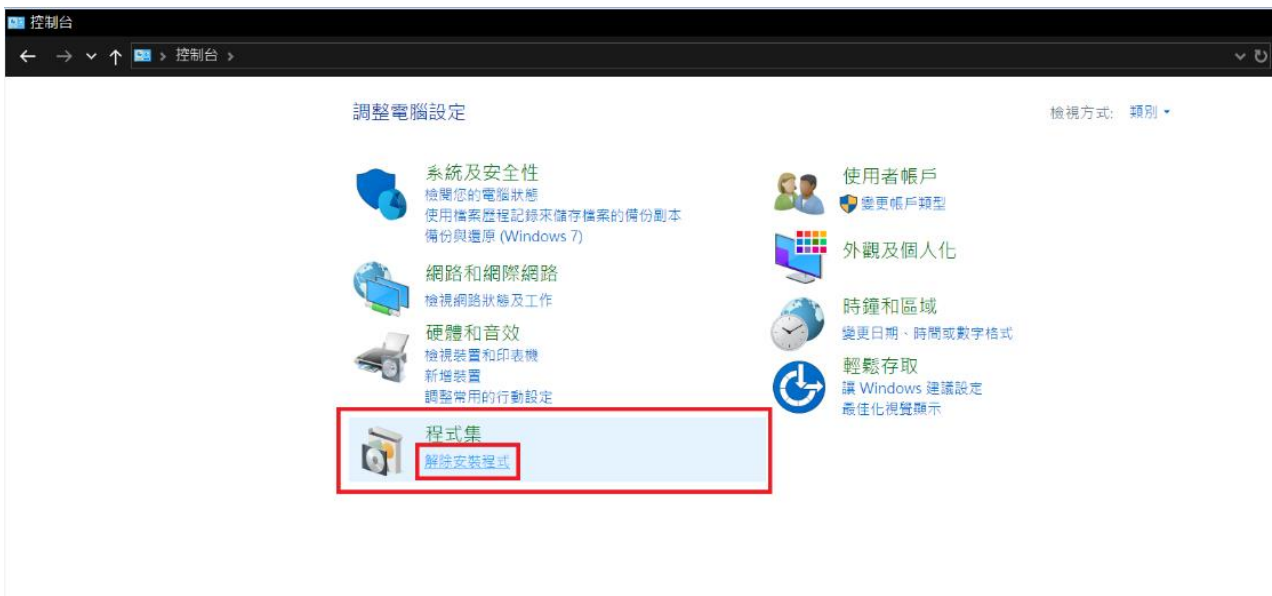 控制台
控制台
調整電腦設定
檢視方式: 類別
系統及安全性
檢閱您的電腦狀態
使用檔案歷程記錄來儲存檔案的備份副本
備份與還原 (Windows 7)
網路和網際網路
檢視網路狀態及工作
硬體和音效
檢視裝置和印表機
新增裝置
調整常用的行動設定
程式集
解除安裝程式
使用者帳戶
變更帳戶類型
外觀及個人化
時鐘和區域
變更日期、時間或數字格式
輕鬆存取
讓 Windows 建議設定
最佳化視覺顯示